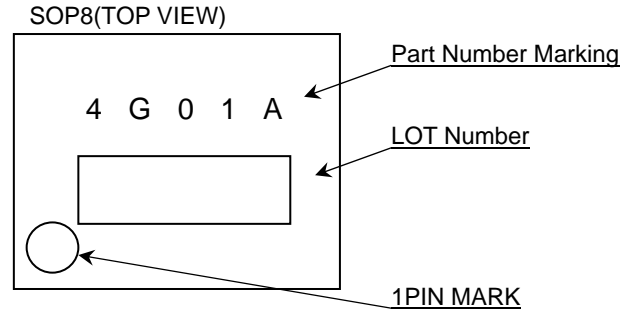 SOP8(TOP VIEW)
Part Number Marking
4 G 0 1 A
LOT Number
1PIN MARK